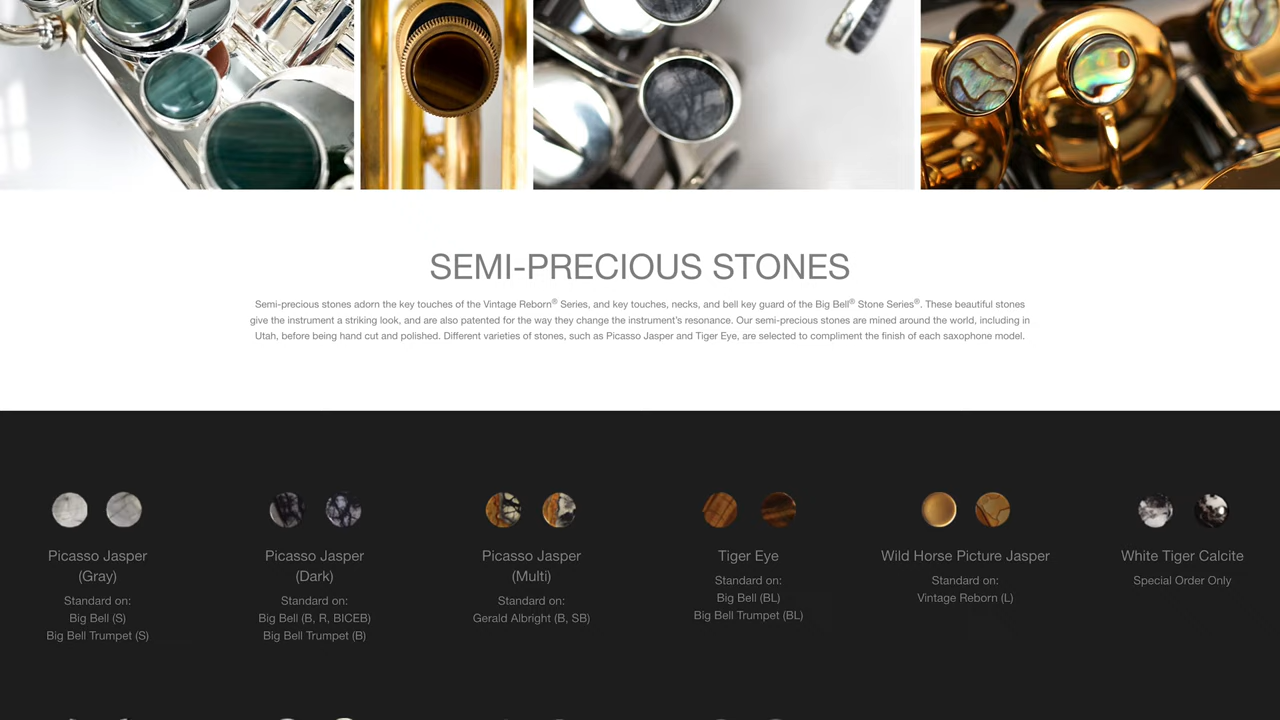 SEMI-PRECIOUS STONES
Semi-precious stones adorn the key touches of the Vintage Reborn® Series, and key touches, necks, and bell key guard of the Big Bell® Stone Series®. These beautiful stones
give the instrument a striking look, and are also patented for the way they change the instrument's resonance. Our semi-precious stones are mined around the world, including in
Utah, before being hand cut and polished. Different varieties of stones, such as Picasso Jasper and Tiger Eye, are selected to compliment the finish of each saxophone model.
Picasso Jasper
(Gray)
Standard on:
Big Bell (S)
Big Bell Trumpet (S)
Picasso Jasper
(Dark)
Standard on:
Big Bell (B, R, BICEB)
Big Bell Trumpet (B)
Picasso Jasper
(Multi)
Standard on:
Gerald Albright (B, SB)
Tiger Eye
Standard on:
Big Bell (BL)
Big Bell Trumpet (BL)
Wild Horse Picture Jasper
Standard on:
Vintage Reborn (L)
White Tiger Calcite
Special Order Only